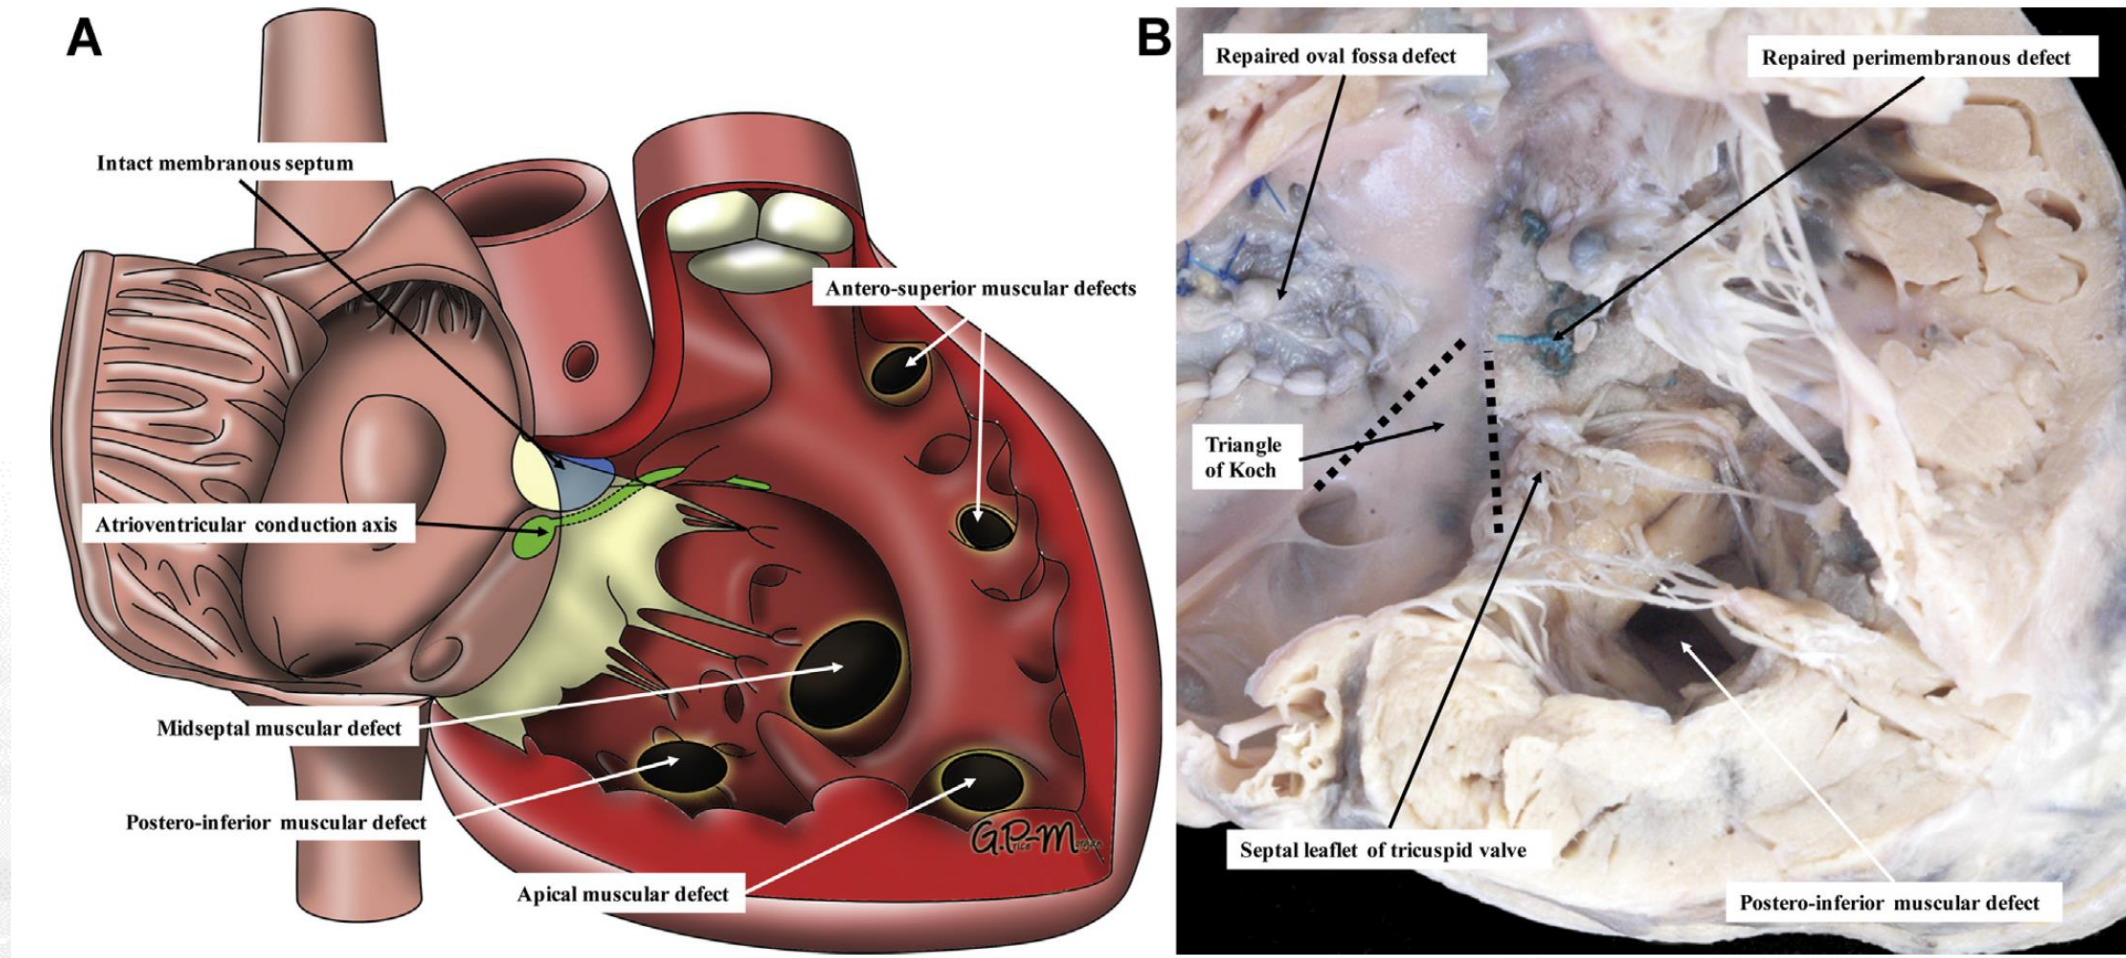 A
Intact membranous septum
Antero-superior muscular defects
Atrioventricular conduction axis
Midseptal muscular defect
Postero-inferior muscular defect
Apical muscular defect
B
Repaired oval fossa defect
Repaired perimembranous defect
Triangle
of Koch
Septal leaflet of tricuspid valve
Postero-inferior muscular defect